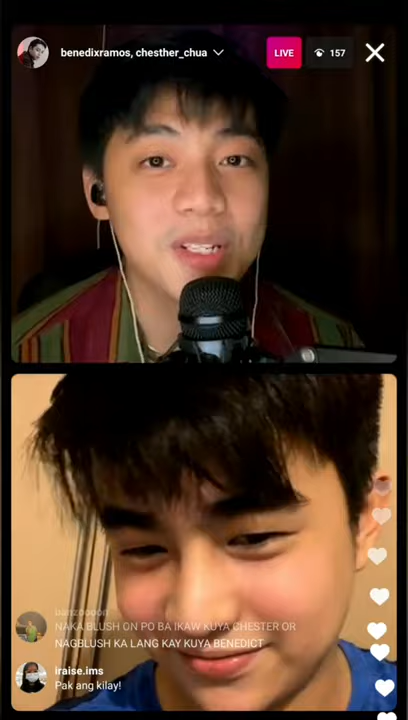 benedixramos, chesther_chua
LIVE
157
banzoooon
NAKA BLUSH ON PO BA IKAW KUYA CHESTER OR
NAGBLUSH KA LANG KAY KUYA BENEDICT
iraise.ims
Pak ang kilay!